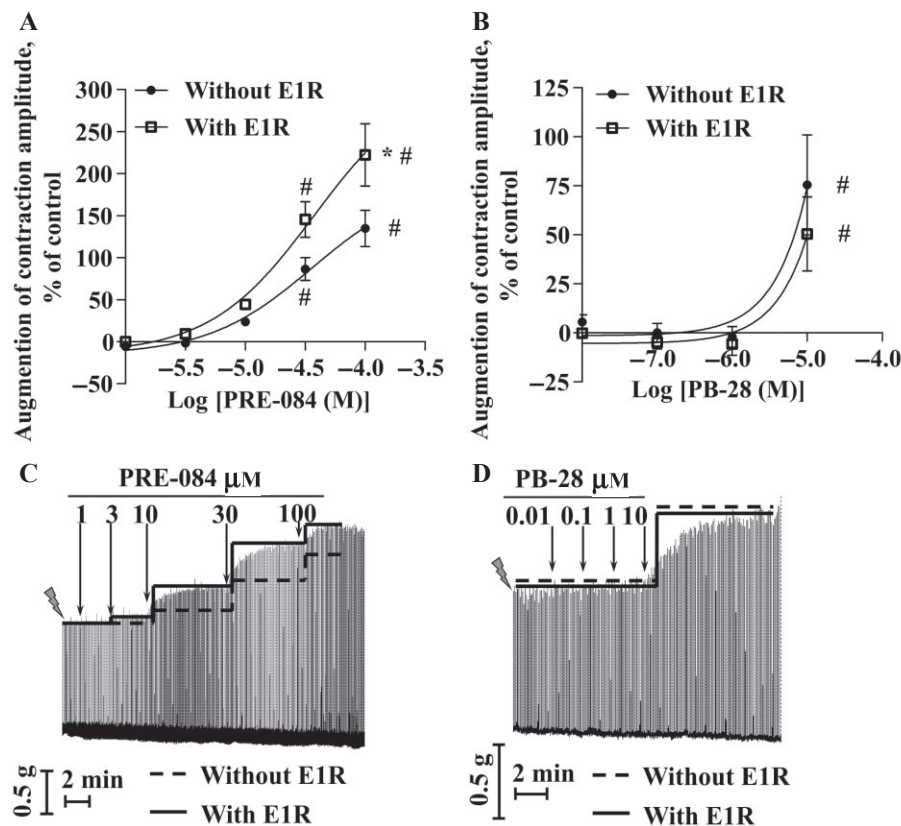 A
Augmention of contraction amplitude,
% of control
300
250
200
150
100
50
0
−50
Without E1R
With E1R
* #
#
#
#
−5.5
−5.0
−4.5
−4.0
−3.5
Log [PRE-084 (M)]
B
Augmention of contraction amplitude,
% of control
125
100
75
50
25
0
−25
Without E1R
With E1R
#
#
−7.0
−6.0
−5.0
−4.0
Log [PB-28 (M)]
C
PRE-084 µM
1 3 10 30 100
0.5 g
2 min
Without E1R
With E1R
D
PB-28 µM
0.01 0.1 1 10
0.5 g
2 min
Without E1R
With E1R